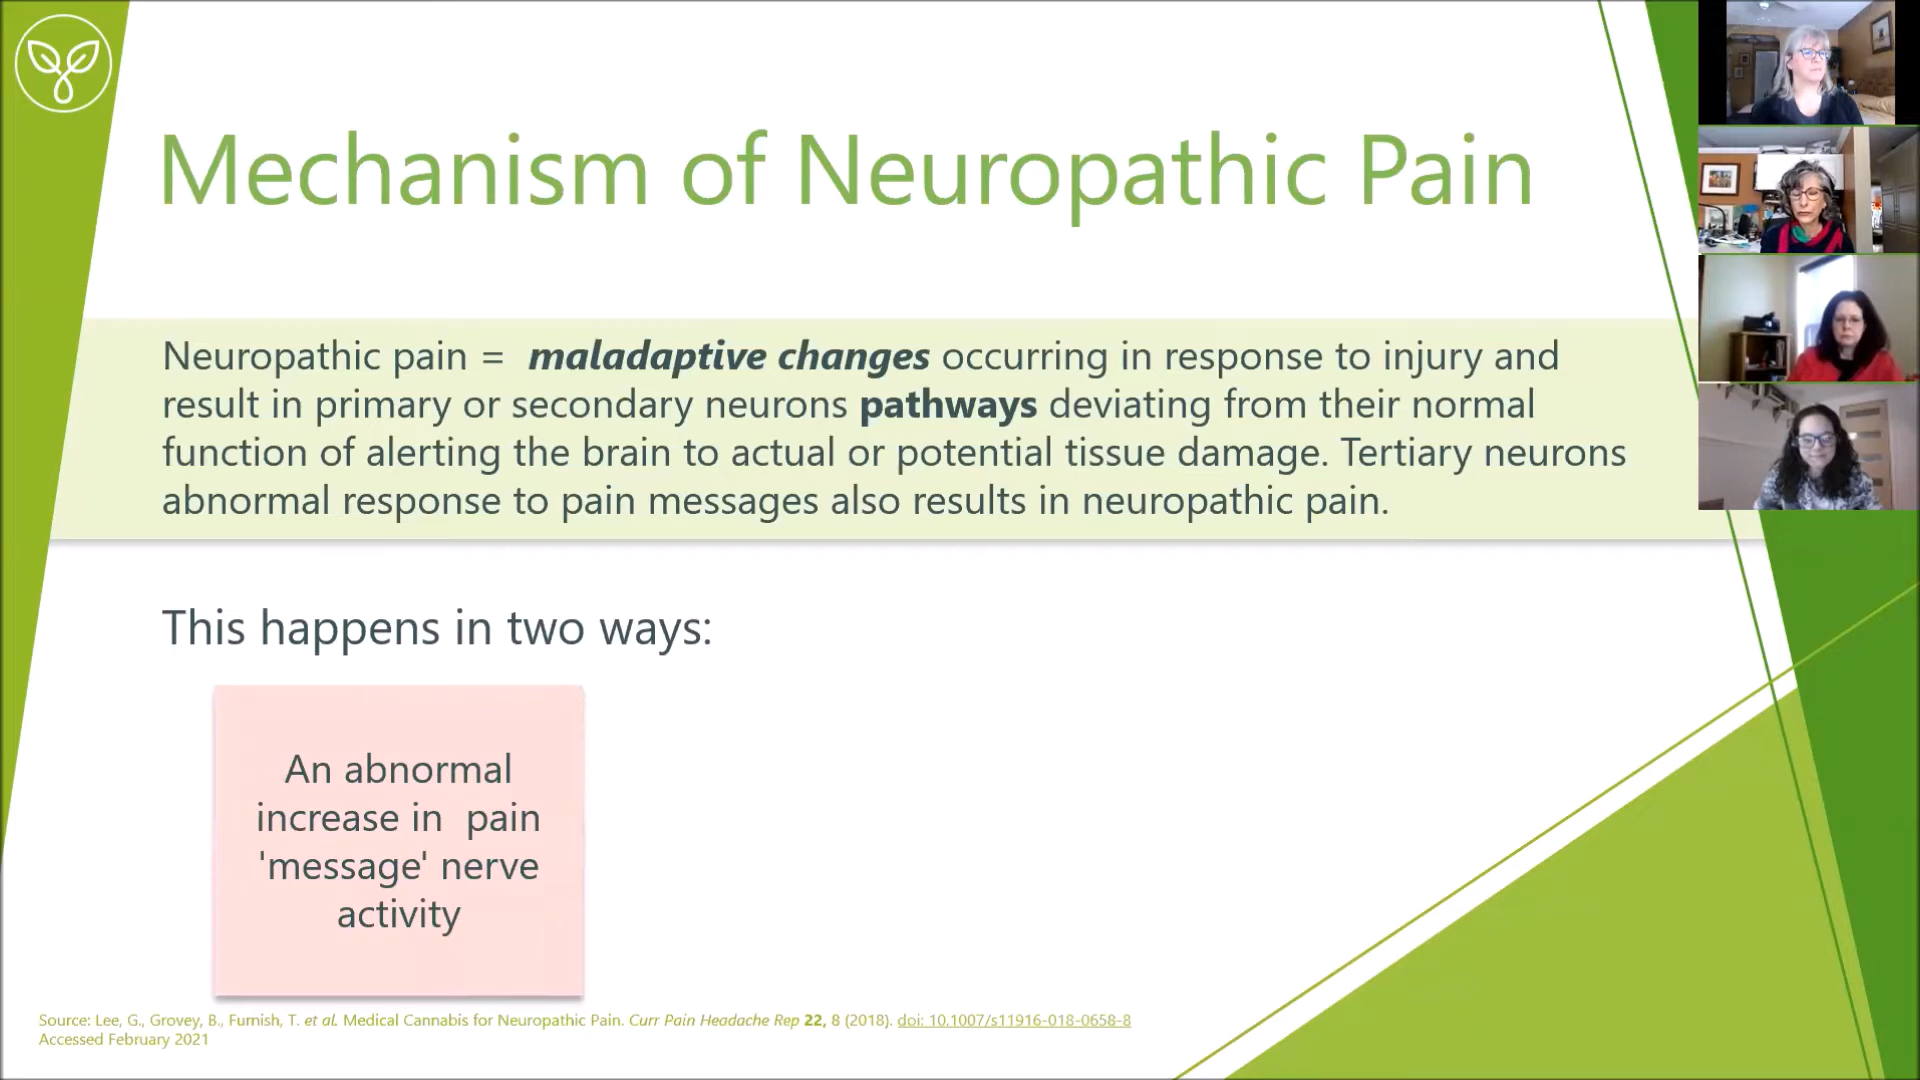 Mechanism of Neuropathic Pain
Neuropathic pain =  maladaptive changes occurring in response to injury and
result in primary or secondary neurons pathways deviating from their normal
function of alerting the brain to actual or potential tissue damage. Tertiary neurons
abnormal response to pain messages also results in neuropathic pain.
This happens in two ways:
An abnormal
increase in  pain
'message' nerve
activity
Source: Lee, G., Grovey, B., Furnish, T. et al. Medical Cannabis for Neuropathic Pain. Curr Pain Headache Rep 22, 8 (2018). doi: 10.1007/s11916-018-0658-8
Accessed February 2021